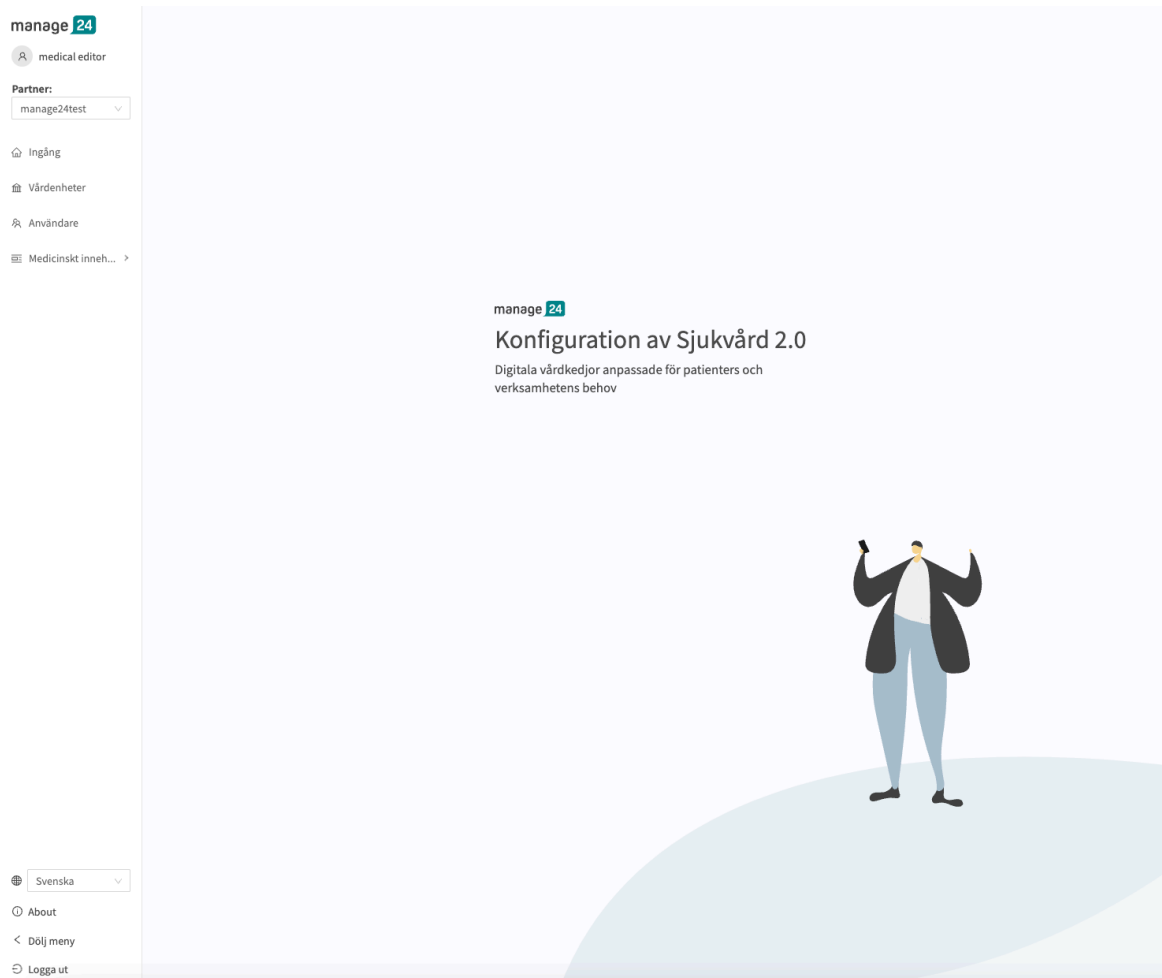 manage 24
medical editor
Partner:
manage24test
Ingång
Vårdenheter
Användare
Medicinskt inneh...
manage 24
Konfiguration av Sjukvård 2.0
Digitala vårdkedjor anpassade för patienters och
verksamhetens behov
Svenska
About
Dölj meny
Logga ut